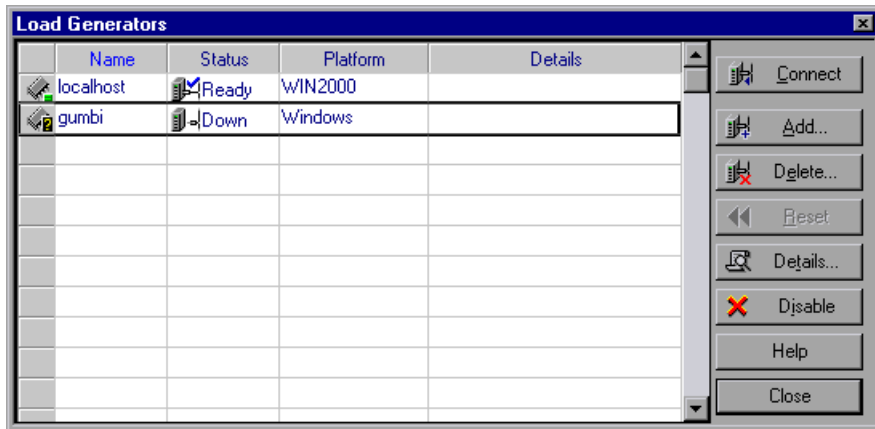 Load Generators
Name Status Platform Details
localhost Ready WIN2000
gumbi Down Windows
Connect
Add...
Delete...
Reset
Details...
Disable
Help
Close